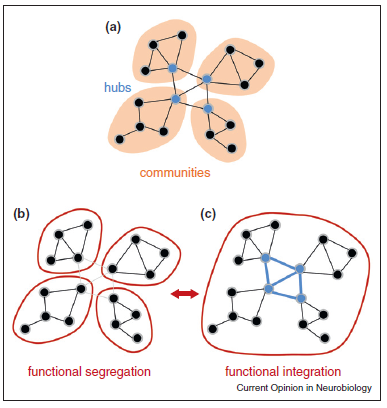 (a)
hubs
communities
(b)
(c)
functional segregation
functional integration
Current Opinion in Neurobiology